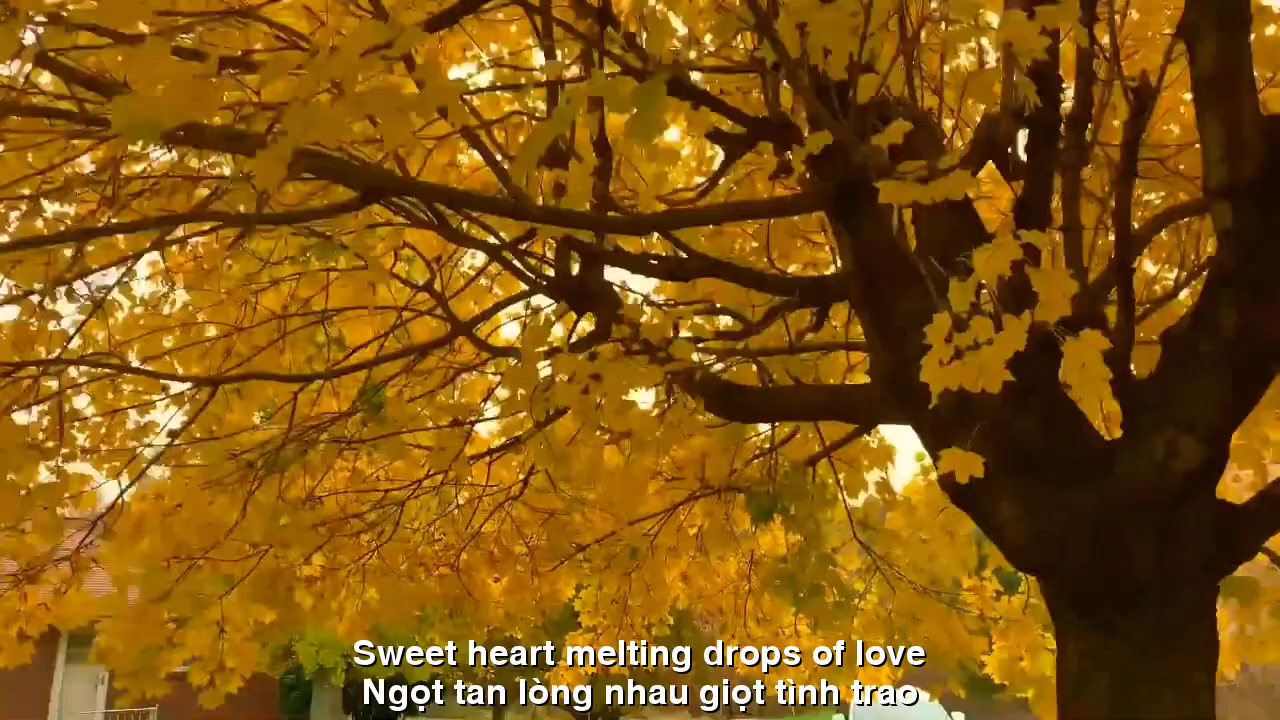 Sweet heart melting drops of love
Ngọt tan lòng nhau giọt tình trao